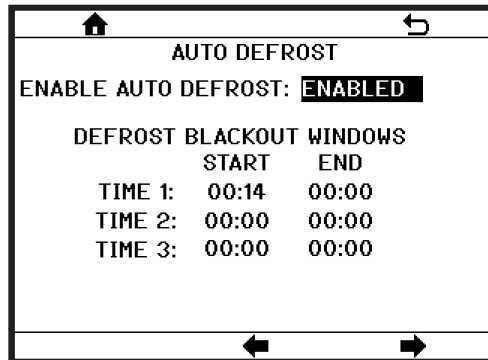 AUTO DEFROST
ENABLE AUTO DEFROST: ENABLED
DEFROST BLACKOUT WINDOWS
START END
TIME 1: 00:14 00:00
TIME 2: 00:00 00:00
TIME 3: 00:00 00:00